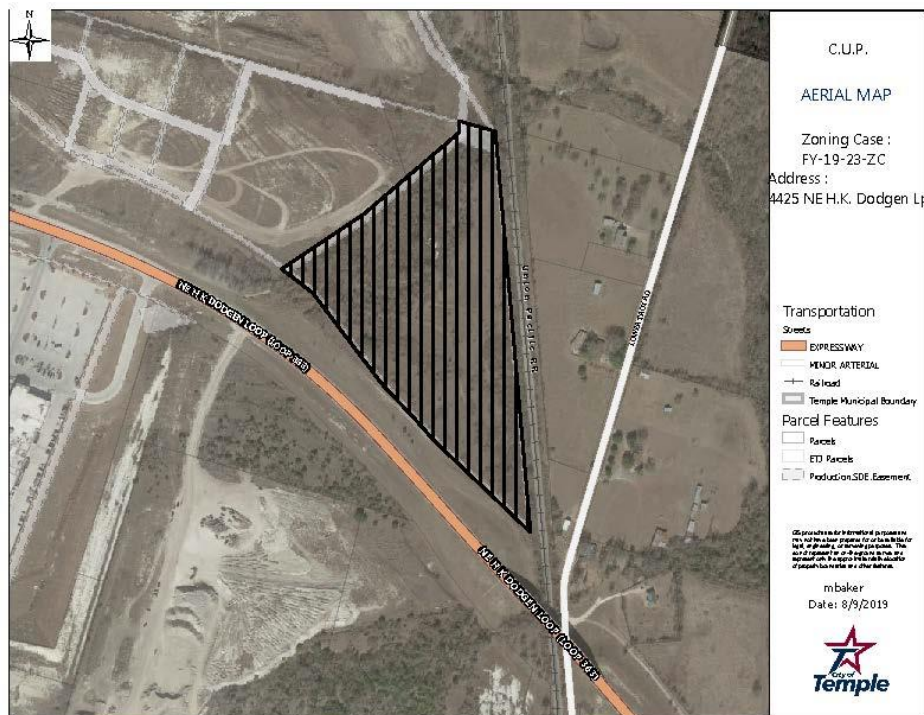 N
C.U.P.
AERIAL MAP
Zoning Case :
FY-19-23-ZC
Address :
4425 NE H.K. Dodgen Lp
Transportation
Streets
EXPRESSWAY
MINOR ARTERIAL
Railroad
Temple Municipal Boundary
Parcel Features
Parcels
ETJ Parcels
Production.SDE.Easement
mbaker
Date: 8/9/2019
City of
Temple
NE H K DODGEN LOOP (LOOP 363)
NE H K DODGEN LOOP (LOOP 363)
Union Pacific RR